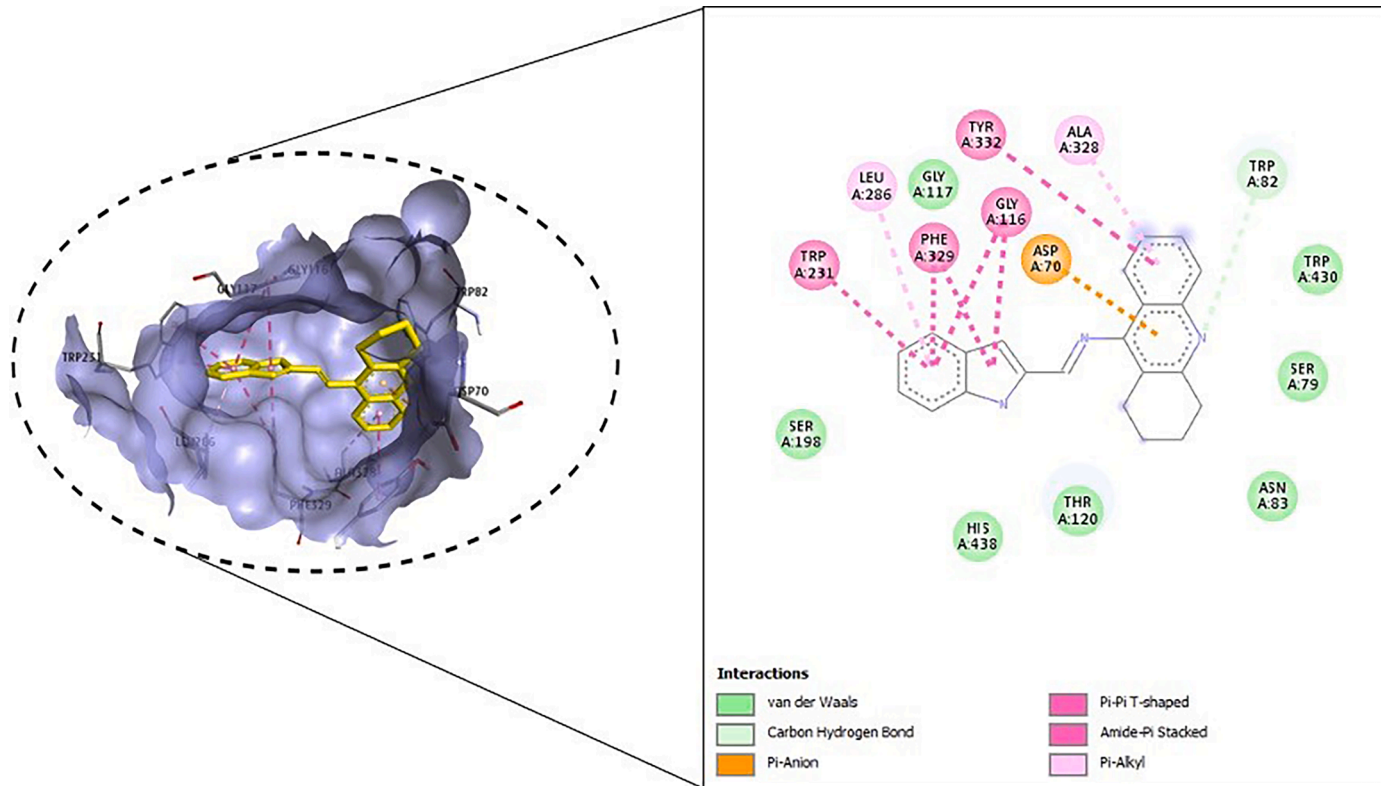 GLY116
GLY117
TRP82
TRP231
ASP70
LEU286
ALA328
PHE329
TYR
A:332
ALA
A:328
TRP
A:82
LEU
A:286
GLY
A:117
GLY
A:116
PHE
A:329
ASP
A:70
TRP
A:231
TRP
A:430
N
N
SER
A:79
N
SER
A:198
ASN
A:83
THR
A:120
HIS
A:438
Interactions
van der Waals
Carbon Hydrogen Bond
Pi-Anion
Pi-Pi T-shaped
Amide-Pi Stacked
Pi-Alkyl